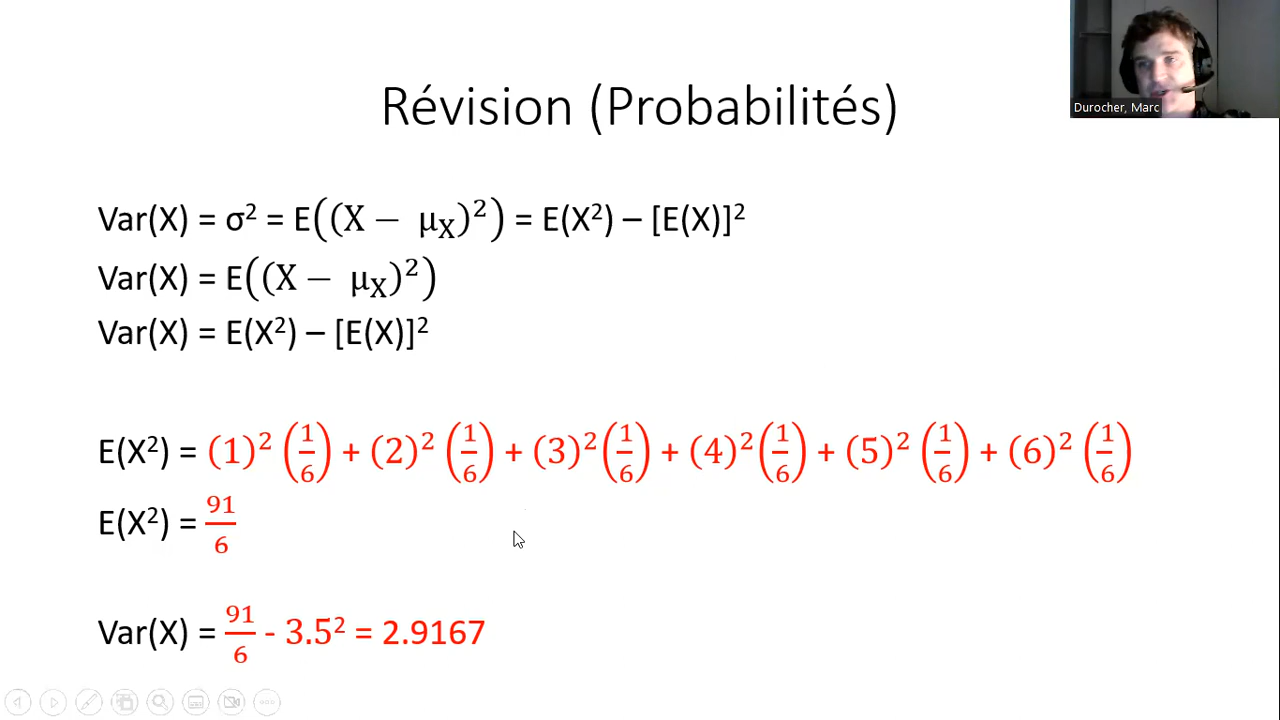 Durocher, Marc
Révision (Probabilités)
Var(X) = σ² = E((X − μ_X)²) = E(X²) – [E(X)]²
Var(X) = E((X − μ_X)²)
Var(X) = E(X²) – [E(X)]²
E(X²) = (1)²(1/6) + (2)²(1/6) + (3)²(1/6) + (4)²(1/6) + (5)²(1/6) + (6)²(1/6)
E(X²) = 91/6
Var(X) = 91/6 - 3.5² = 2.9167